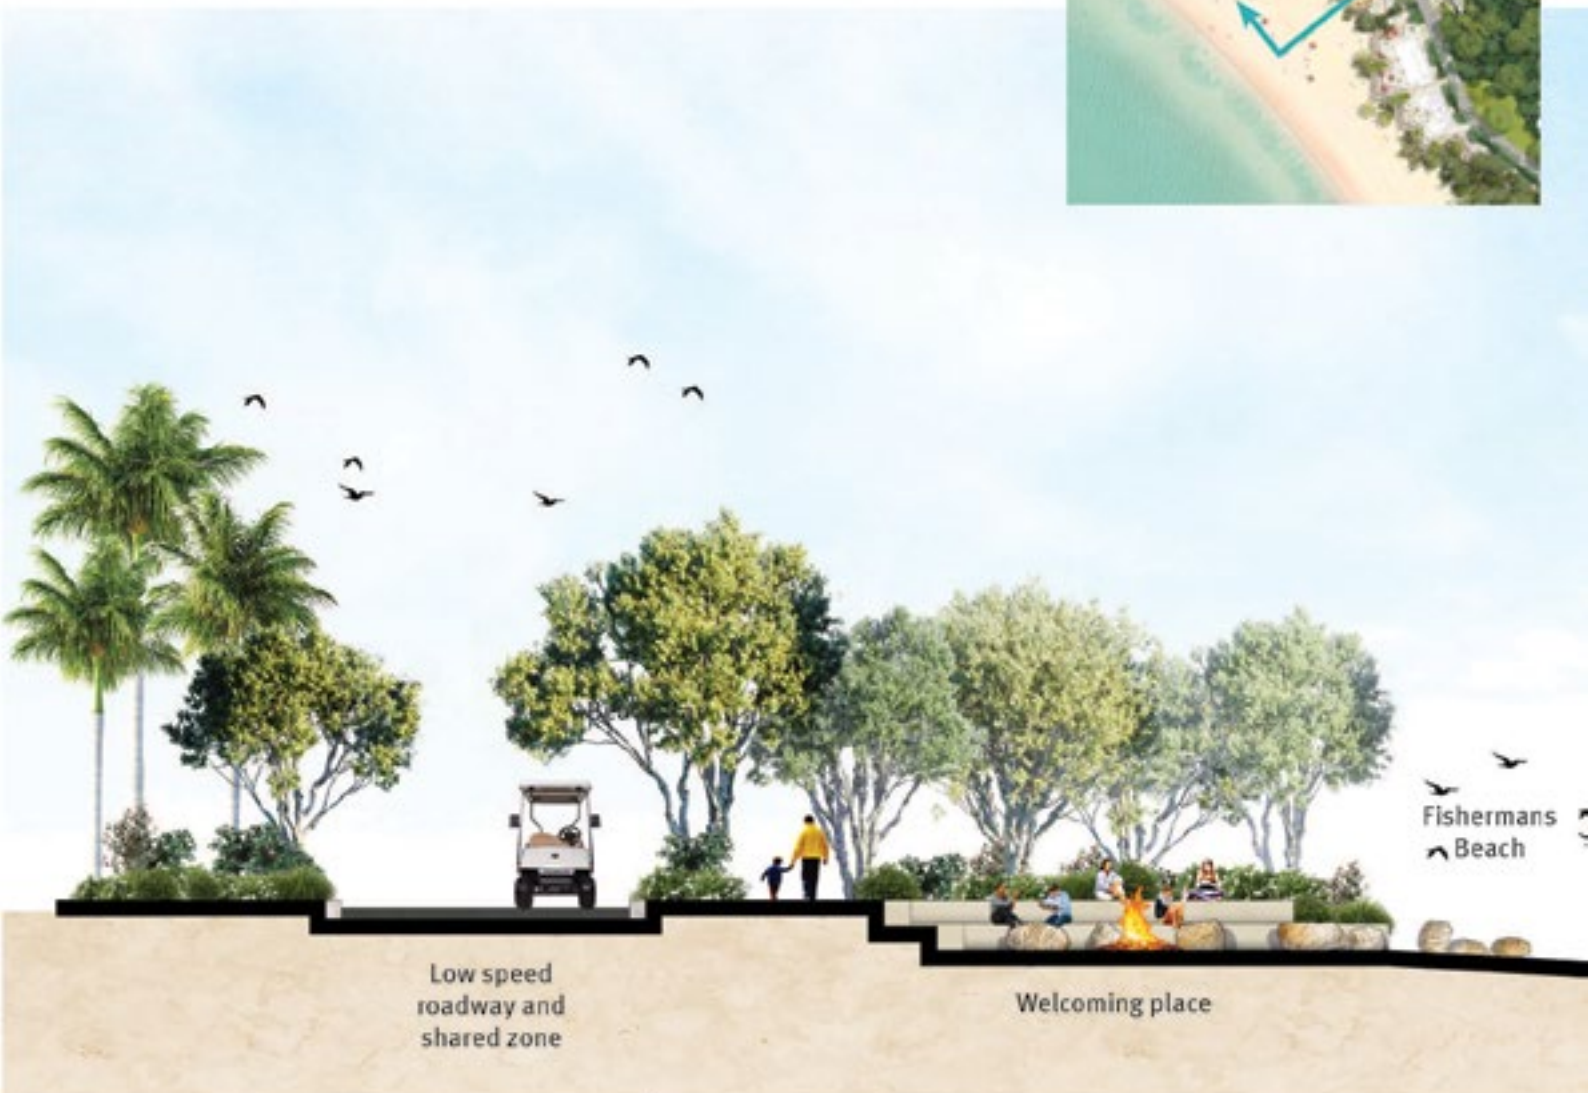 Fishermans
Beach
Low speed
roadway and
shared zone
Welcoming place